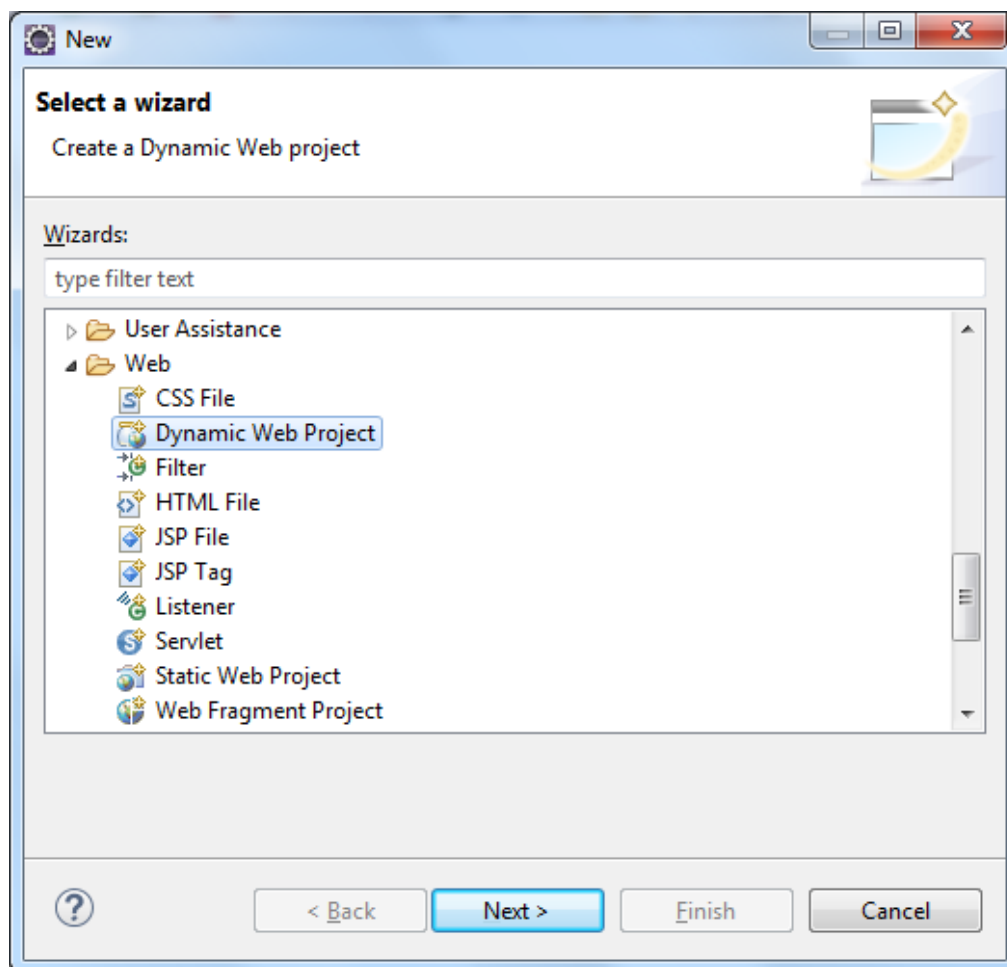 New
Select a wizard
Create a Dynamic Web project
Wizards:
type filter text
User Assistance
Web
CSS File
Dynamic Web Project
Filter
HTML File
JSP File
JSP Tag
Listener
Servlet
Static Web Project
Web Fragment Project
? < Back Next > Finish Cancel